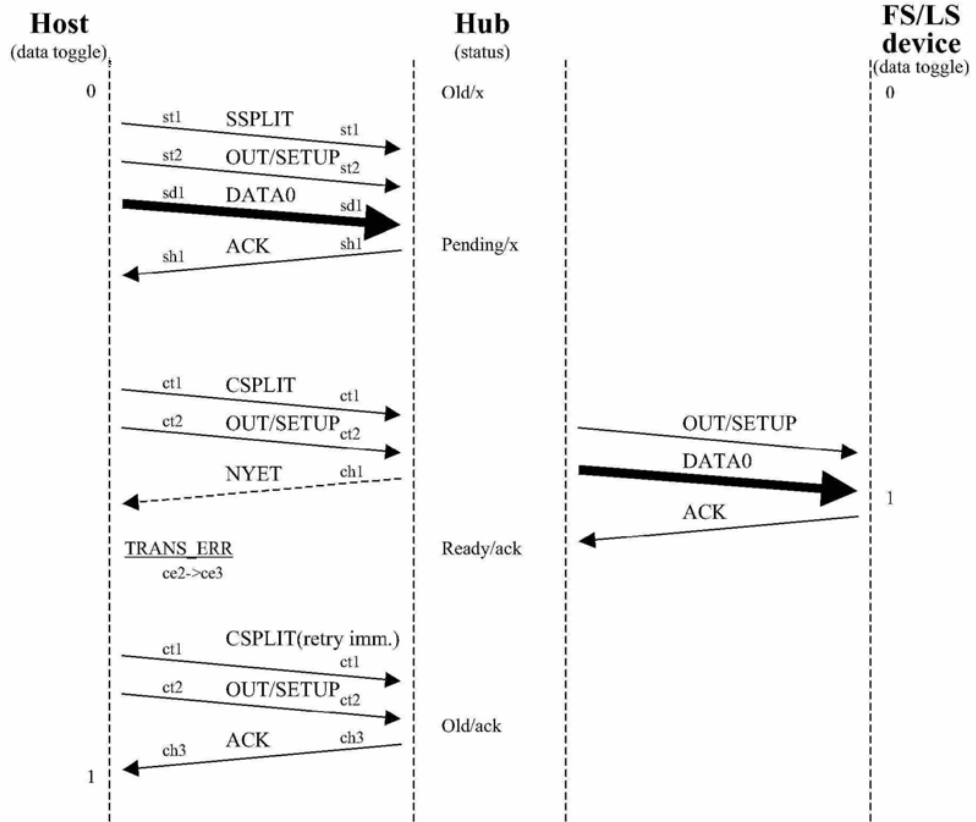 Host
(data toggle)
Hub
(status)
FS/LS
device
(data toggle)
0
Old/x
0
st1 SSPLIT st1
st2 OUT/SETUP st2
sd1 DATA0 sd1
Pending/x
sh1 ACK sh1
ct1 CSPLIT ct1
ct2 OUT/SETUP ct2
OUT/SETUP
NYET ch1
DATA0
1
ACK
TRANS_ERR
ce2->ce3
Ready/ack
CSPLIT(retry imm.)
ct1 ct1
ct2 OUT/SETUP ct2
Old/ack
ch3 ACK ch3
1